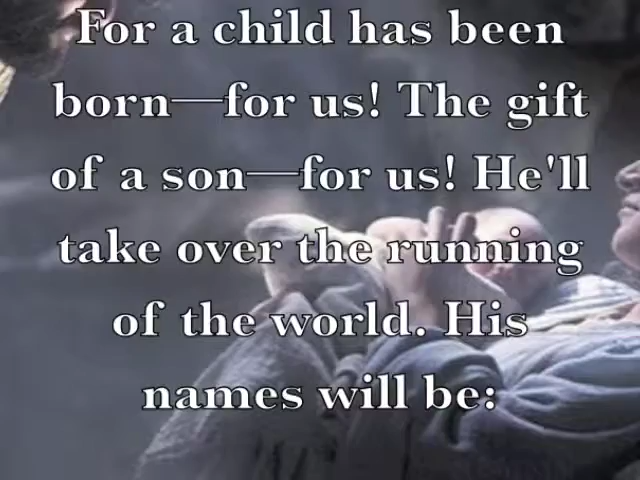 For a child has been
born—for us! The gift
of a son—for us! He'll
take over the running
of the world. His
names will be: